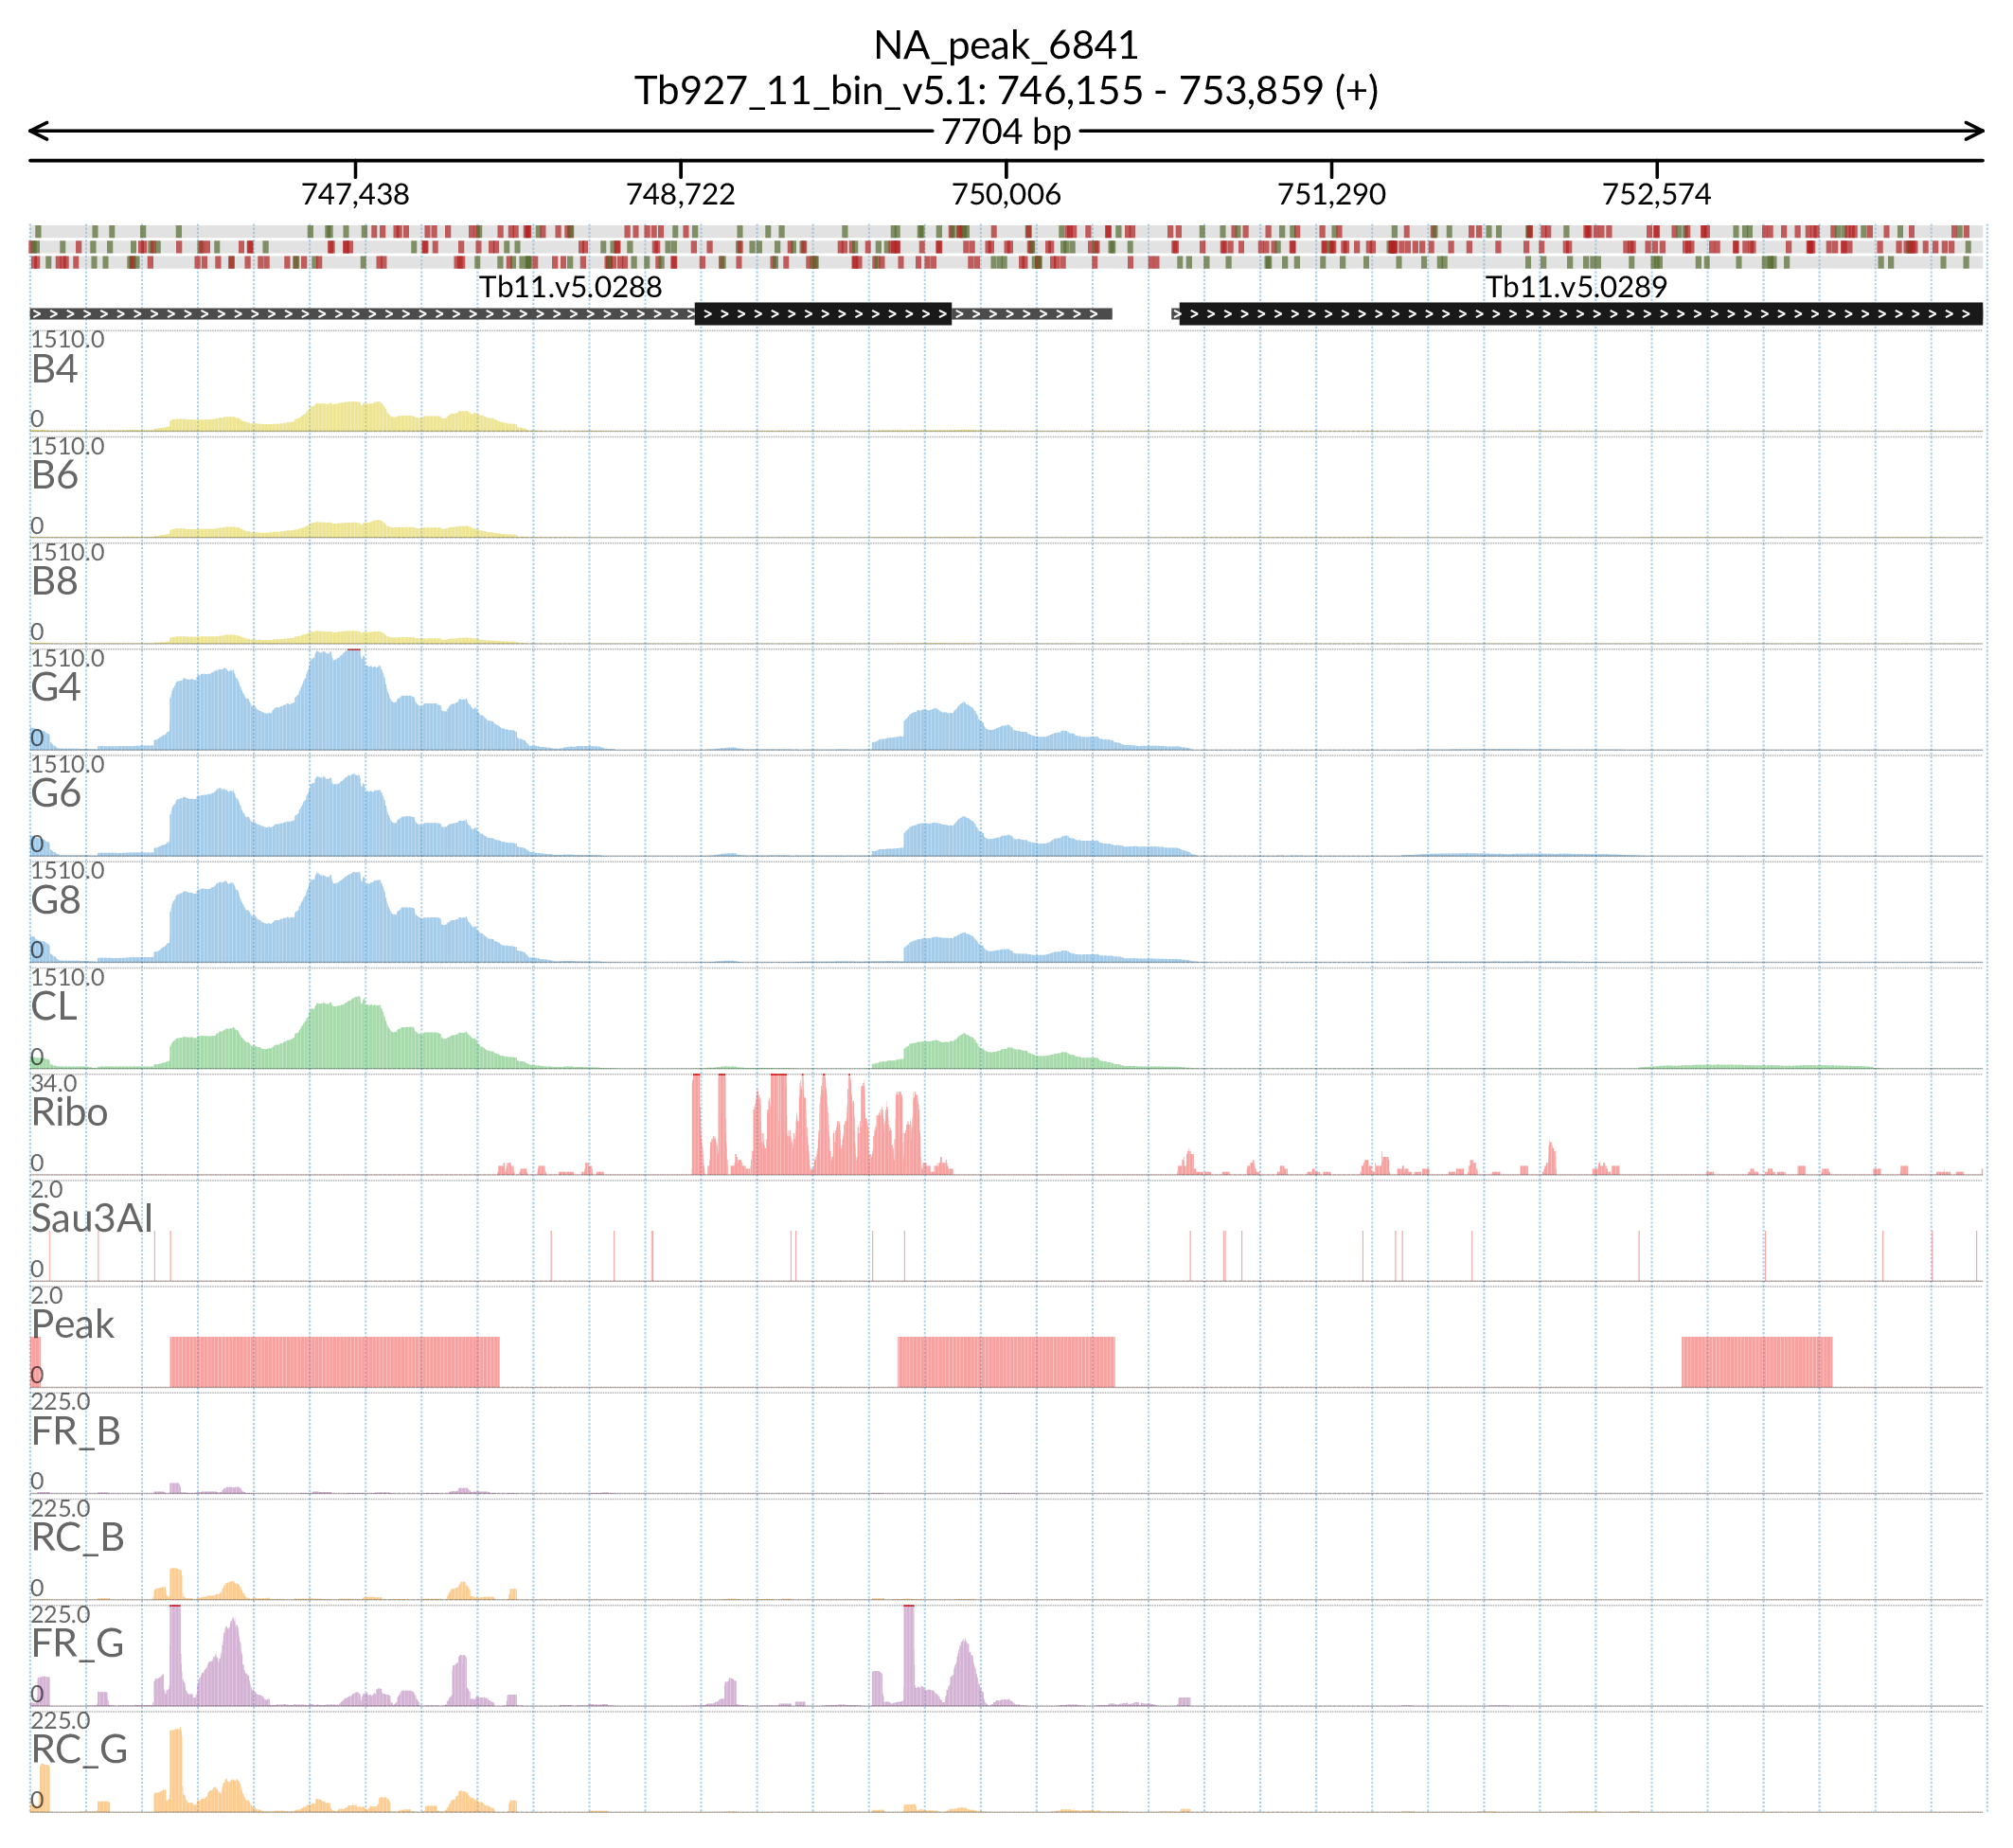 NA_peak_6841
Tb927_11_bin_v5.1: 746,155 - 753,859 (+)
7704 bp
747,438 748,722 750,006 751,290 752,574
Tb11.v5.0288 Tb11.v5.0289
1510.0
B4
0
1510.0
B6
0
1510.0
B8
0
1510.0
G4
0
1510.0
G6
0
1510.0
G8
0
1510.0
CL
0
34.0
Ribo
0
2.0
Sau3AI
0
2.0
Peak
0
225.0
FR_B
0
225.0
RC_B
0
225.0
FR_G
0
225.0
RC_G
0